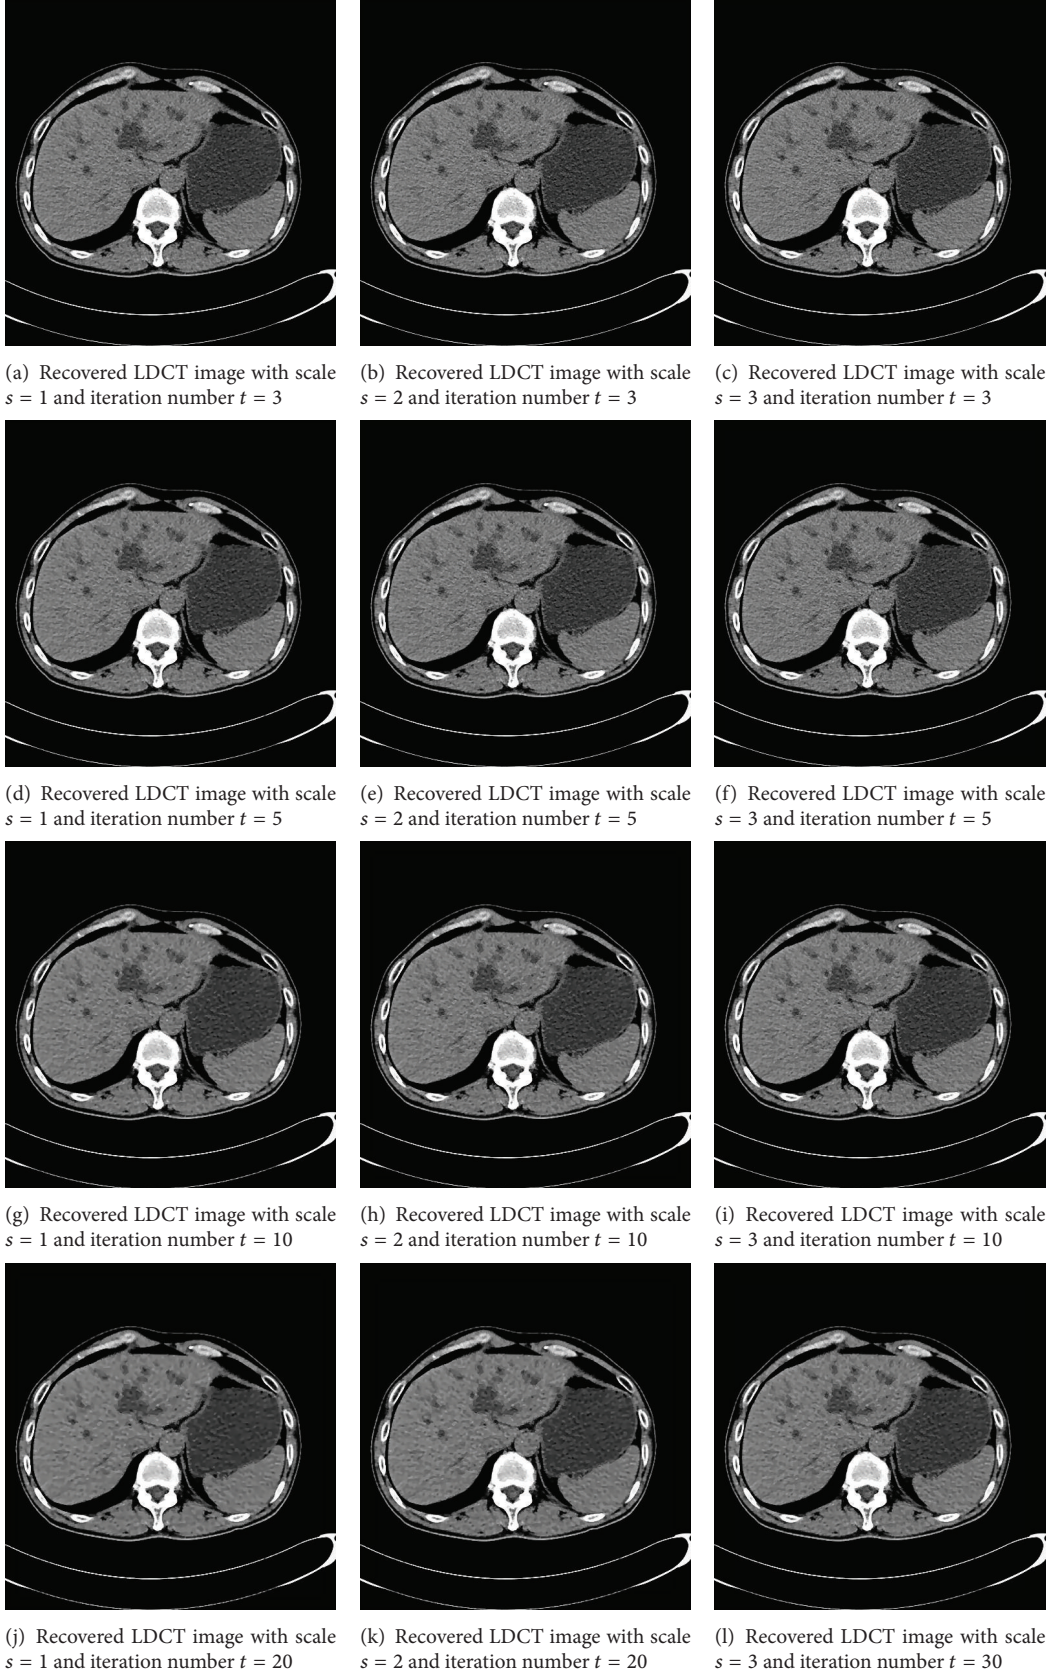 (a) Recovered LDCT image with scale
s = 1 and iteration number t = 3
(b) Recovered LDCT image with scale
s = 2 and iteration number t = 3
(c) Recovered LDCT image with scale
s = 3 and iteration number t = 3
(d) Recovered LDCT image with scale
s = 1 and iteration number t = 5
(e) Recovered LDCT image with scale
s = 2 and iteration number t = 5
(f) Recovered LDCT image with scale
s = 3 and iteration number t = 5
(g) Recovered LDCT image with scale
s = 1 and iteration number t = 10
(h) Recovered LDCT image with scale
s = 2 and iteration number t = 10
(i) Recovered LDCT image with scale
s = 3 and iteration number t = 10
(j) Recovered LDCT image with scale
s = 1 and iteration number t = 20
(k) Recovered LDCT image with scale
s = 2 and iteration number t = 20
(l) Recovered LDCT image with scale
s = 3 and iteration number t = 30